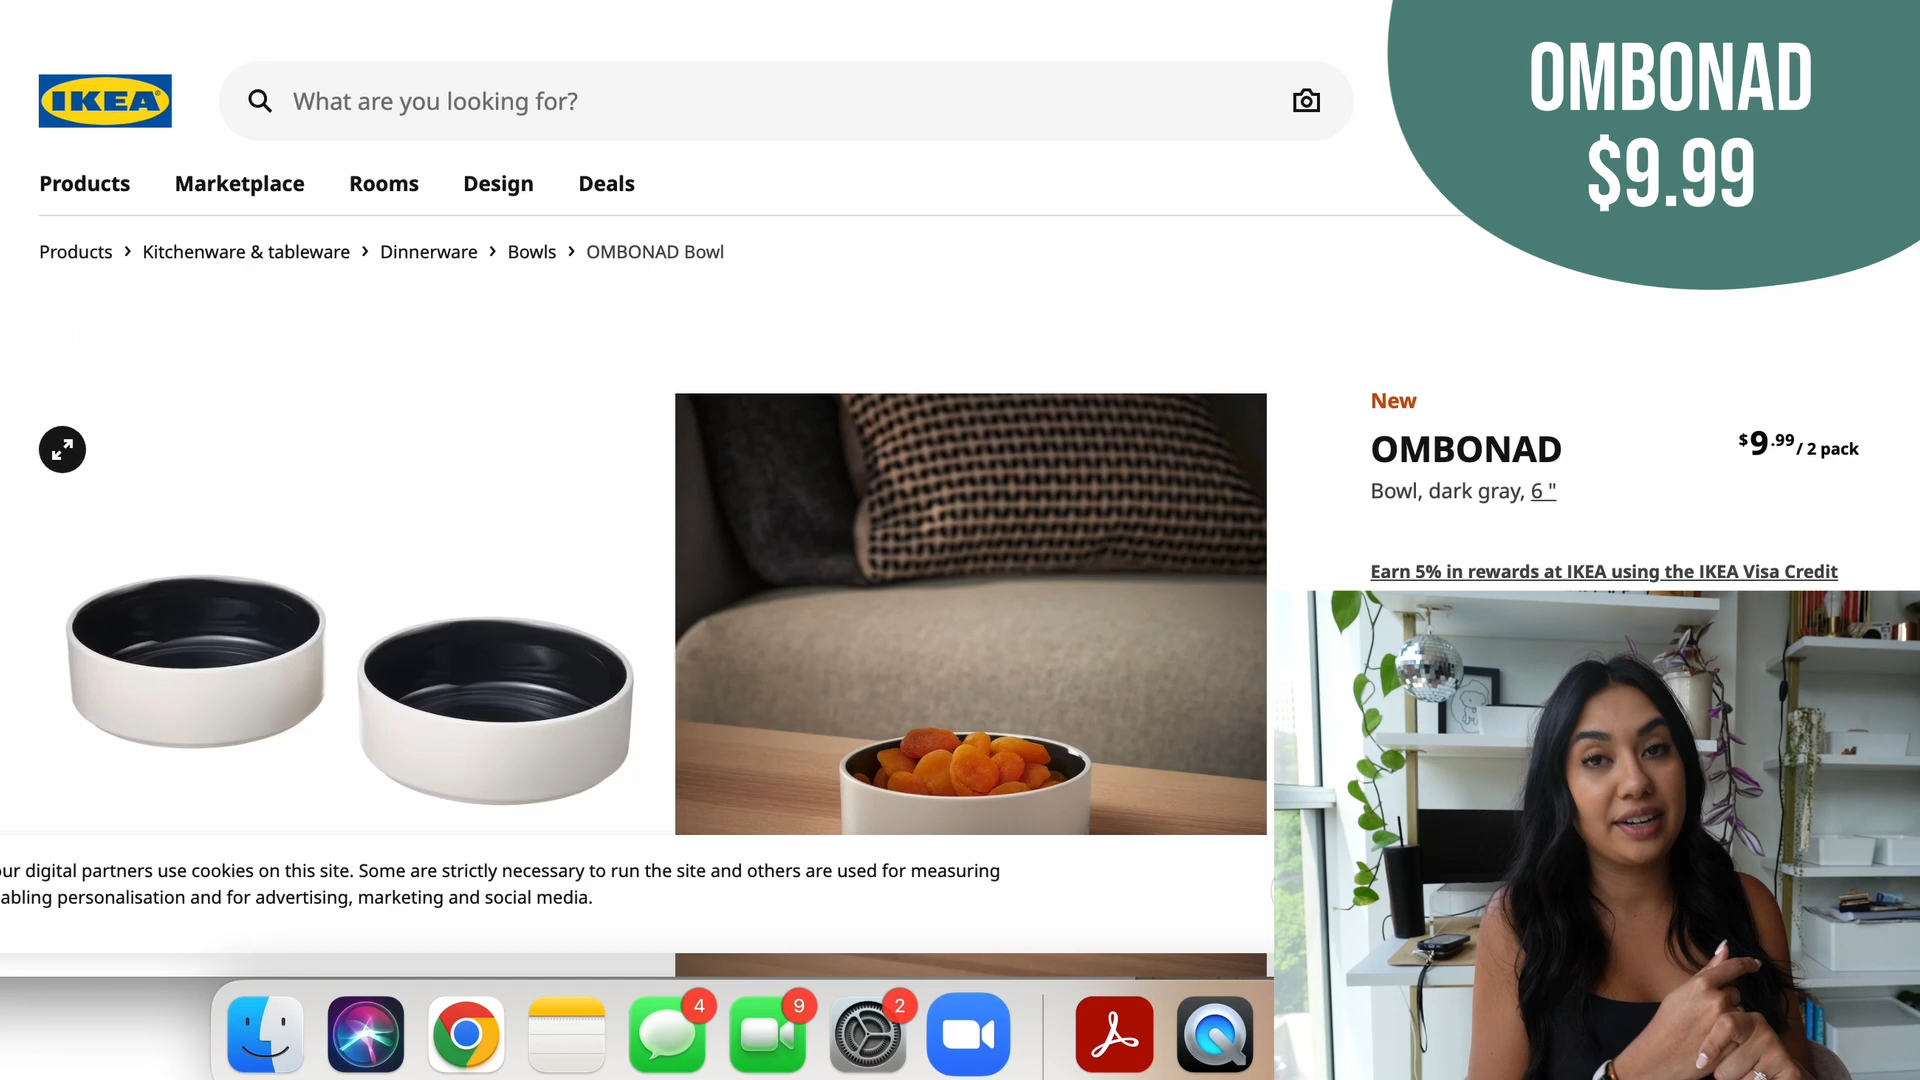 OMBONAD
$9.99
IKEA
What are you looking for?
Products Marketplace Rooms Design Deals
Products > Kitchenware & tableware > Dinnerware > Bowls > OMBONAD Bowl
New
OMBONAD
$9.99/ 2 pack
Bowl, dark gray, 6 "
Earn 5% in rewards at IKEA using the IKEA Visa Credit
our digital partners use cookies on this site. Some are strictly necessary to run the site and others are used for measuring
abling personalisation and for advertising, marketing and social media.
4 9 2